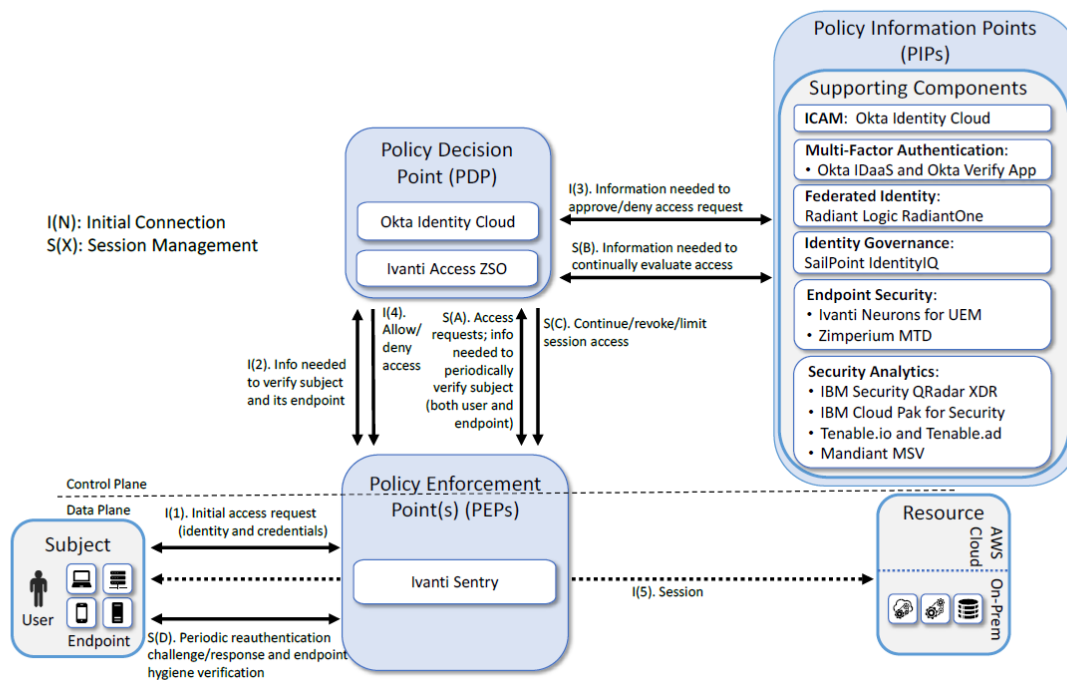 Policy Information Points
(PIPs)
Supporting Components
ICAM: Okta Identity Cloud
Multi-Factor Authentication:
• Okta IDaaS and Okta Verify App
Federated Identity:
Radiant Logic RadiantOne
Identity Governance:
SailPoint IdentityIQ
Endpoint Security:
• Ivanti Neurons for UEM
• Zimperium MTD
Security Analytics:
• IBM Security QRadar XDR
• IBM Cloud Pak for Security
• Tenable.io and Tenable.ad
• Mandiant MSV
Policy Decision
Point (PDP)
Okta Identity Cloud
Ivanti Access ZSO
I(N): Initial Connection
S(X): Session Management
I(3). Information needed to
approve/deny access request
S(B). Information needed to
continually evaluate access
I(2). Info needed
to verify subject
and its endpoint
I(4).
Allow/
deny
access
S(A). Access
requests; info
needed to
periodically
verify subject
(both user and
endpoint)
S(C). Continue/revoke/limit
session access
Control Plane
Data Plane
Policy Enforcement
Point(s) (PEPs)
Ivanti Sentry
I(1). Initial access request
(identity and credentials)
Subject
User
Endpoint
S(D). Periodic reauthentication
challenge/response and endpoint
hygiene verification
I(5). Session
Resource
AWS
Cloud
On-Prem